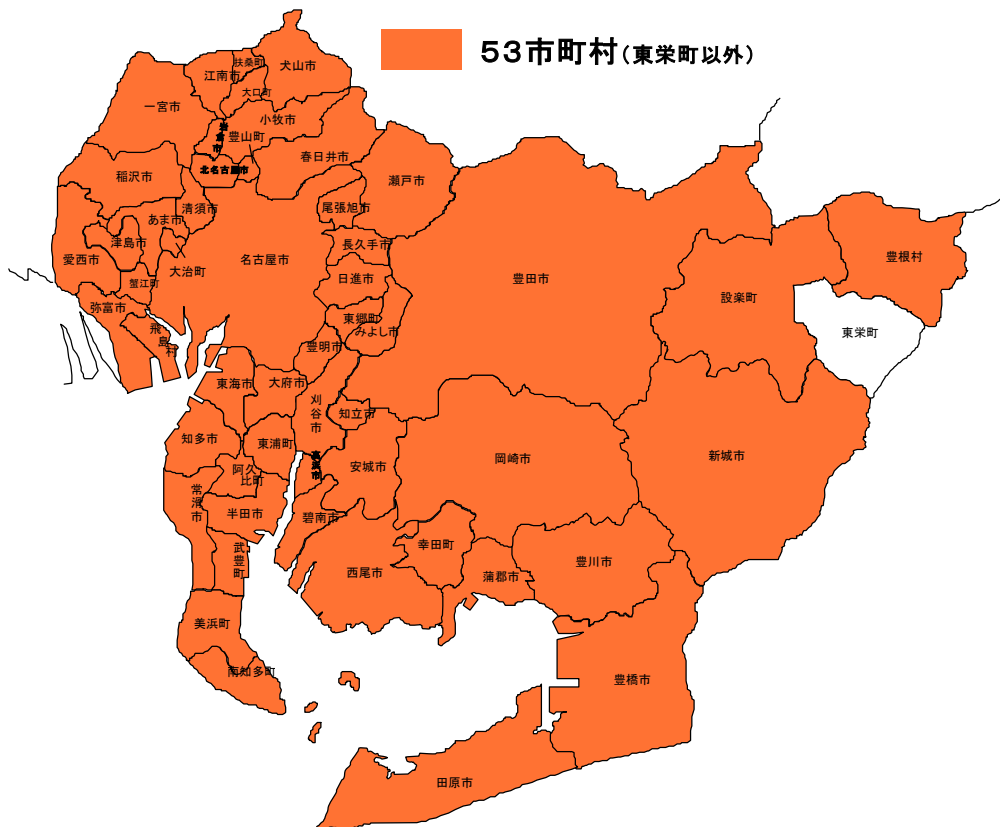 53市町村(東栄町以外)
扶桑町
犬山市
江南市
大口町
一宮市
小牧市
岩倉市
豊山町
春日井市
北名古屋市
稲沢市
瀬戸市
清須市
尾張旭市
あま市
津島市
長久手市
愛西市
大治町
名古屋市
豊田市
豊根村
日進市
蟹江町
設楽町
弥富市
東郷町
みよし市
飛島村
東栄町
豊明市
東海市
大府市
刈谷市
知立市
知多市
東浦町
岡崎市
新城市
高浜市
安城市
阿久
比町
常滑市
半田市
碧南市
幸田町
武豊町
西尾市
蒲郡市
豊川市
美浜町
南知多町
豊橋市
田原市